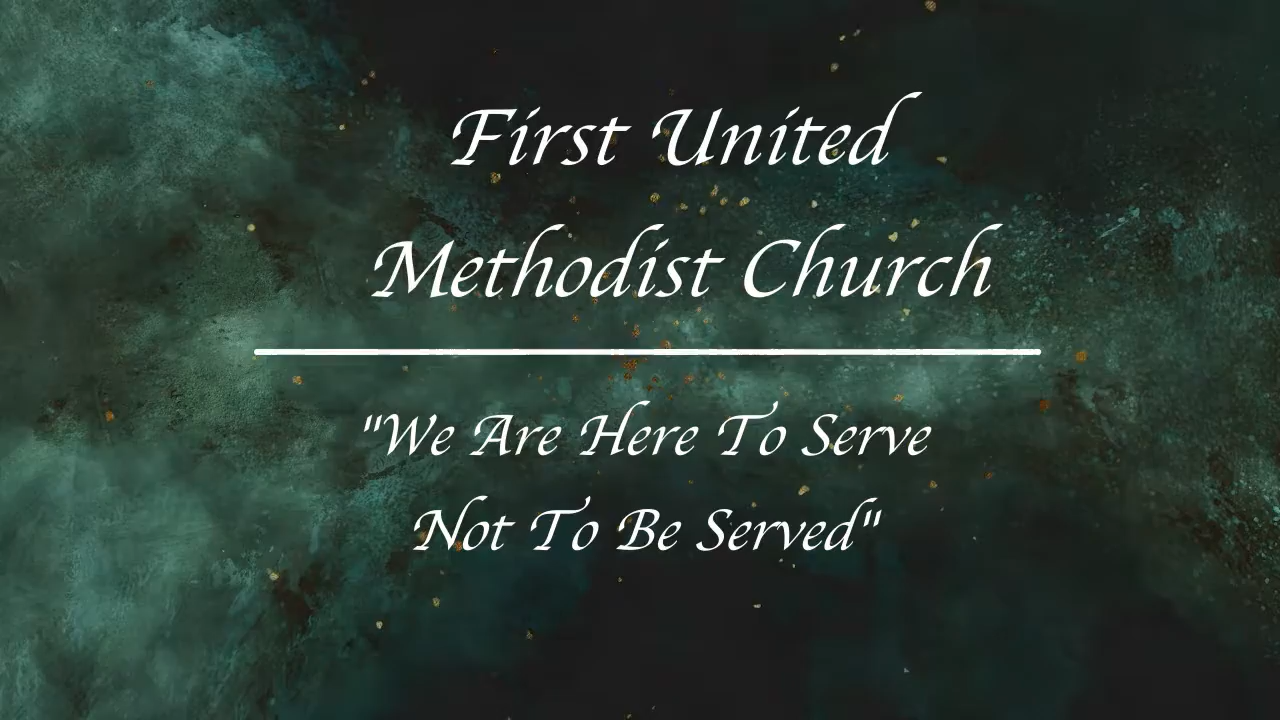 First United
Methodist Church
"We Are Here To Serve
Not To Be Served"